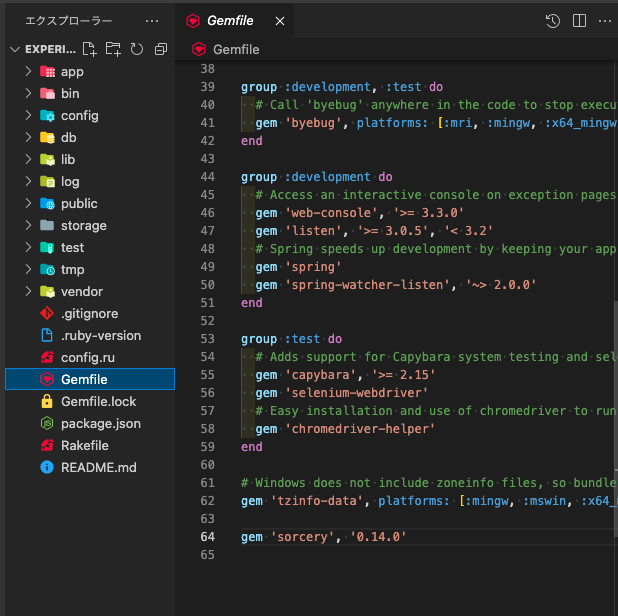 エクスプローラー
EXPERI...
app
bin
config
db
lib
log
public
storage
test
tmp
vendor
.gitignore
.ruby-version
config.ru
Gemfile
Gemfile.lock
package.json
Rakefile
README.md
Gemfile
Gemfile
38
39 group :development, :test do
40 # Call 'byebug' anywhere in the code to stop execu
41 gem 'byebug', platforms: [:mri, :mingw, :x64_mingw
42 end
43
44 group :development do
45 # Access an interactive console on exception pages
46 gem 'web-console', '>= 3.3.0'
47 gem 'listen', '>= 3.0.5', '< 3.2'
48 # Spring speeds up development by keeping your app
49 gem 'spring'
50 gem 'spring-watcher-listen', '~> 2.0.0'
51 end
52
53 group :test do
54 # Adds support for Capybara system testing and sel
55 gem 'capybara', '>= 2.15'
56 gem 'selenium-webdriver'
57 # Easy installation and use of chromedriver to run
58 gem 'chromedriver-helper'
59 end
60
61 # Windows does not include zoneinfo files, so bundle
62 gem 'tzinfo-data', platforms: [:mingw, :mswin, :x64_
63
64 gem 'sorcery', '0.14.0'
65